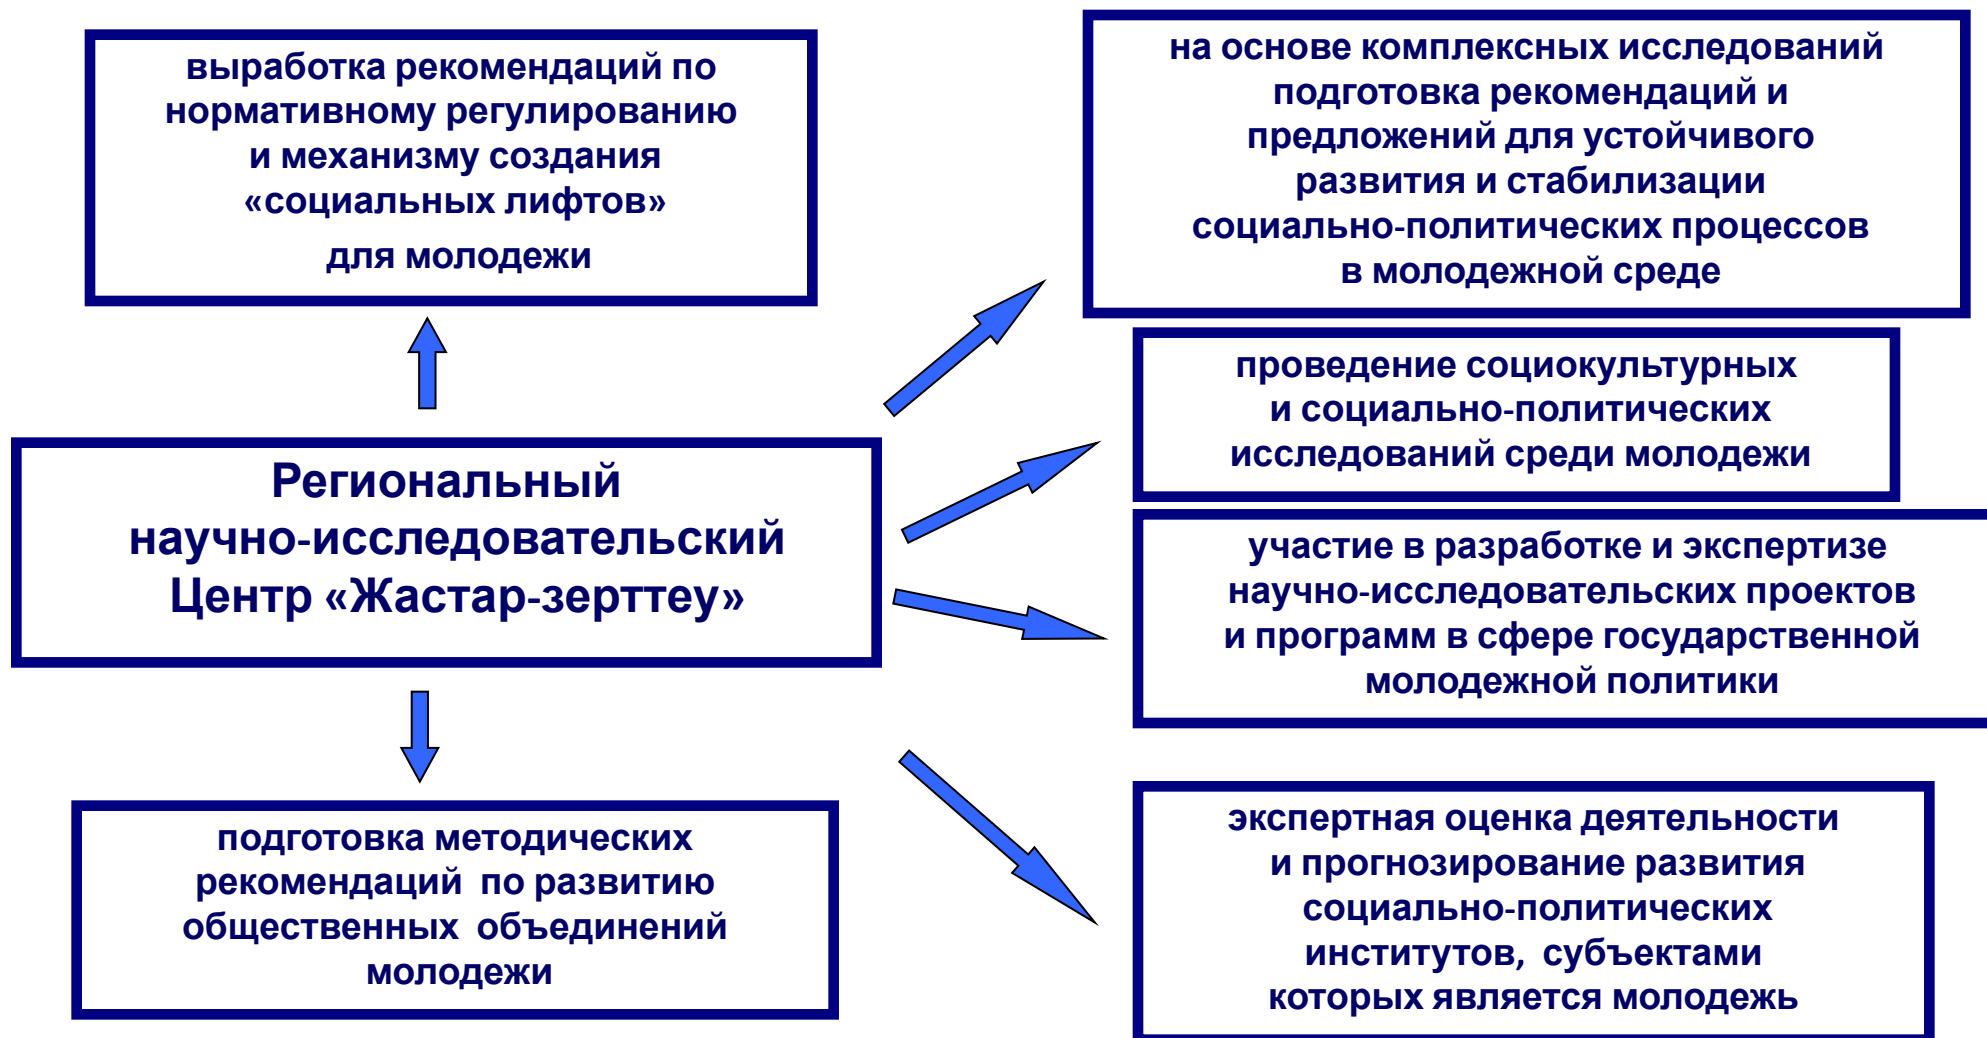 выработка рекомендаций по
нормативному регулированию
и механизму создания
«социальных лифтов»
для молодежи
на основе комплексных исследований
подготовка рекомендаций и
предложений для устойчивого
развития и стабилизации
социально-политических процессов
в молодежной среде
проведение социокультурных
и социально-политических
исследований среди молодежи
Региональный
научно-исследовательский
Центр «Жастар-зерттеу»
участие в разработке и экспертизе
научно-исследовательских проектов
и программ в сфере государственной
молодежной политики
подготовка методических
рекомендаций по развитию
общественных объединений
молодежи
экспертная оценка деятельности
и прогнозирование развития
социально-политических
институтов, субъектами
которых является молодежь